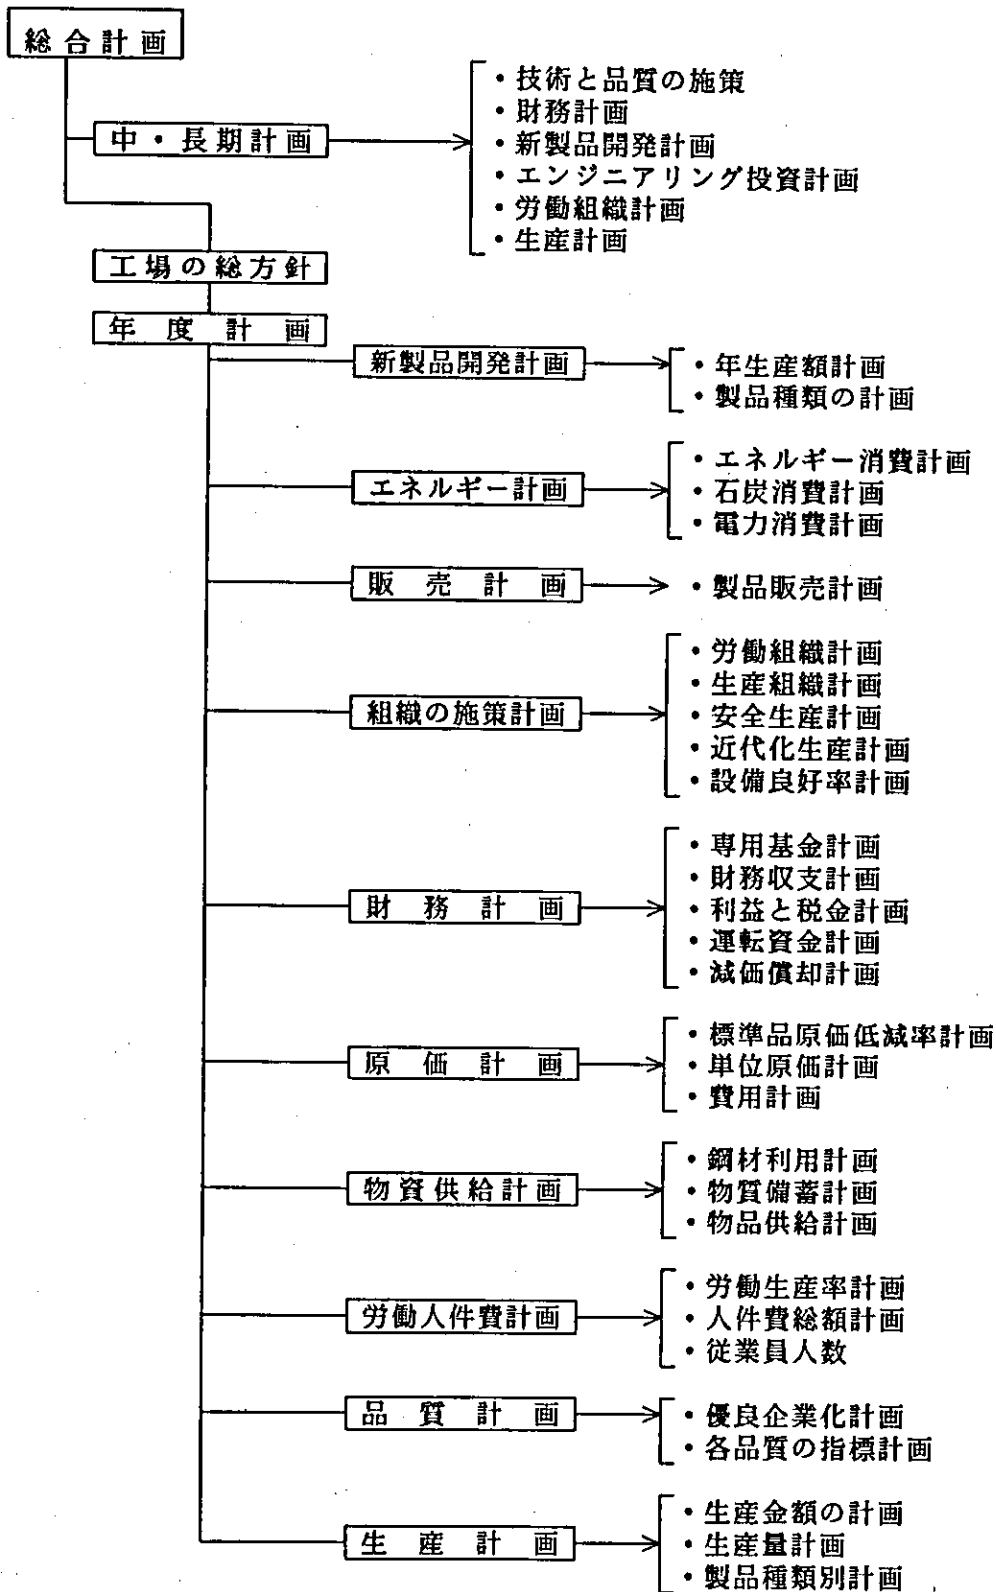 総合計画
中・長期計画
・技術と品質の施策
・財務計画
・新製品開発計画
・エンジニアリング投資計画
・労働組織計画
・生産計画
工場の総方針
年度計画
新製品開発計画
・年生産額計画
・製品種類の計画
エネルギー計画
・エネルギー消費計画
・石炭消費計画
・電力消費計画
販売計画
・製品販売計画
組織の施策計画
・労働組織計画
・生産組織計画
・安全生産計画
・近代化生産計画
・設備良好率計画
財務計画
・専用基金計画
・財務収支計画
・利益と税金計画
・運転資金計画
・減価償却計画
原価計画
・標準品原価低減率計画
・単位原価計画
・費用計画
物資供給計画
・鋼材利用計画
・物質備蓄計画
・物品供給計画
労働人件費計画
・労働生産率計画
・人件費総額計画
・従業員人数
品質計画
・優良企業化計画
・各品質の指標計画
生産計画
・生産金額の計画
・生産量計画
・製品種類別計画